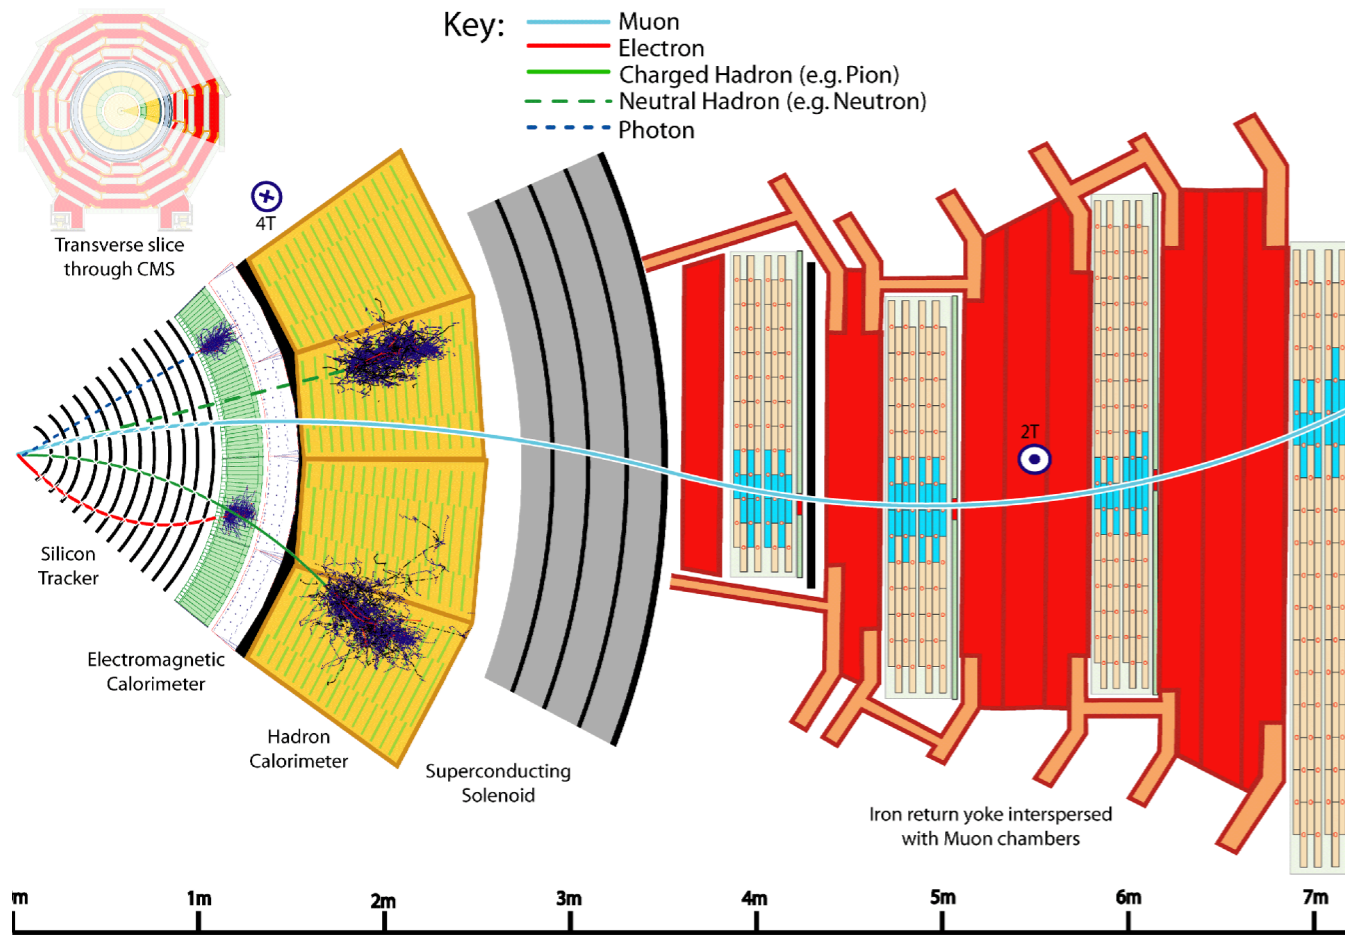 Key:
Muon
Electron
Charged Hadron (e.g. Pion)
Neutral Hadron (e.g. Neutron)
Photon
4T
Transverse slice
through CMS
2T
Silicon
Tracker
Electromagnetic
Calorimeter
Hadron
Calorimeter
Superconducting
Solenoid
Iron return yoke interspersed
with Muon chambers
m
1m
2m
3m
4m
5m
6m
7m